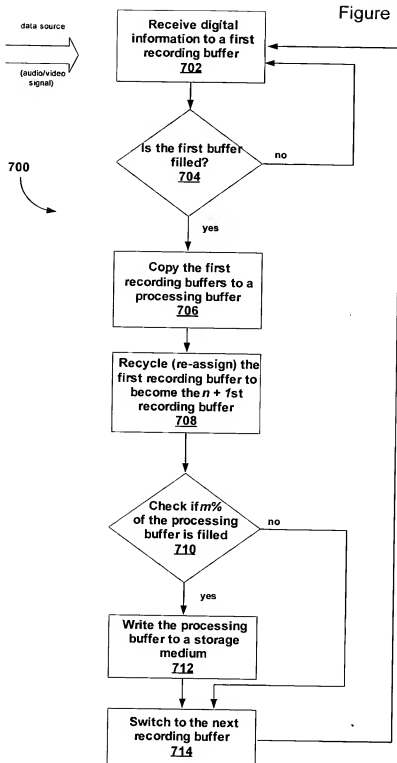 Figure
data source
(audio/video
signal)
Receive digital
information to a first
recording buffer
702
Is the first buffer
filled?
704
no
700
yes
Copy the first
recording buffers to a
processing buffer
706
Recycle (re-assign) the
first recording buffer to
become the n + 1st
recording buffer
708
Check if m%
of the processing
buffer is filled
710
no
yes
Write the processing
buffer to a storage
medium
712
Switch to the next
recording buffer
714